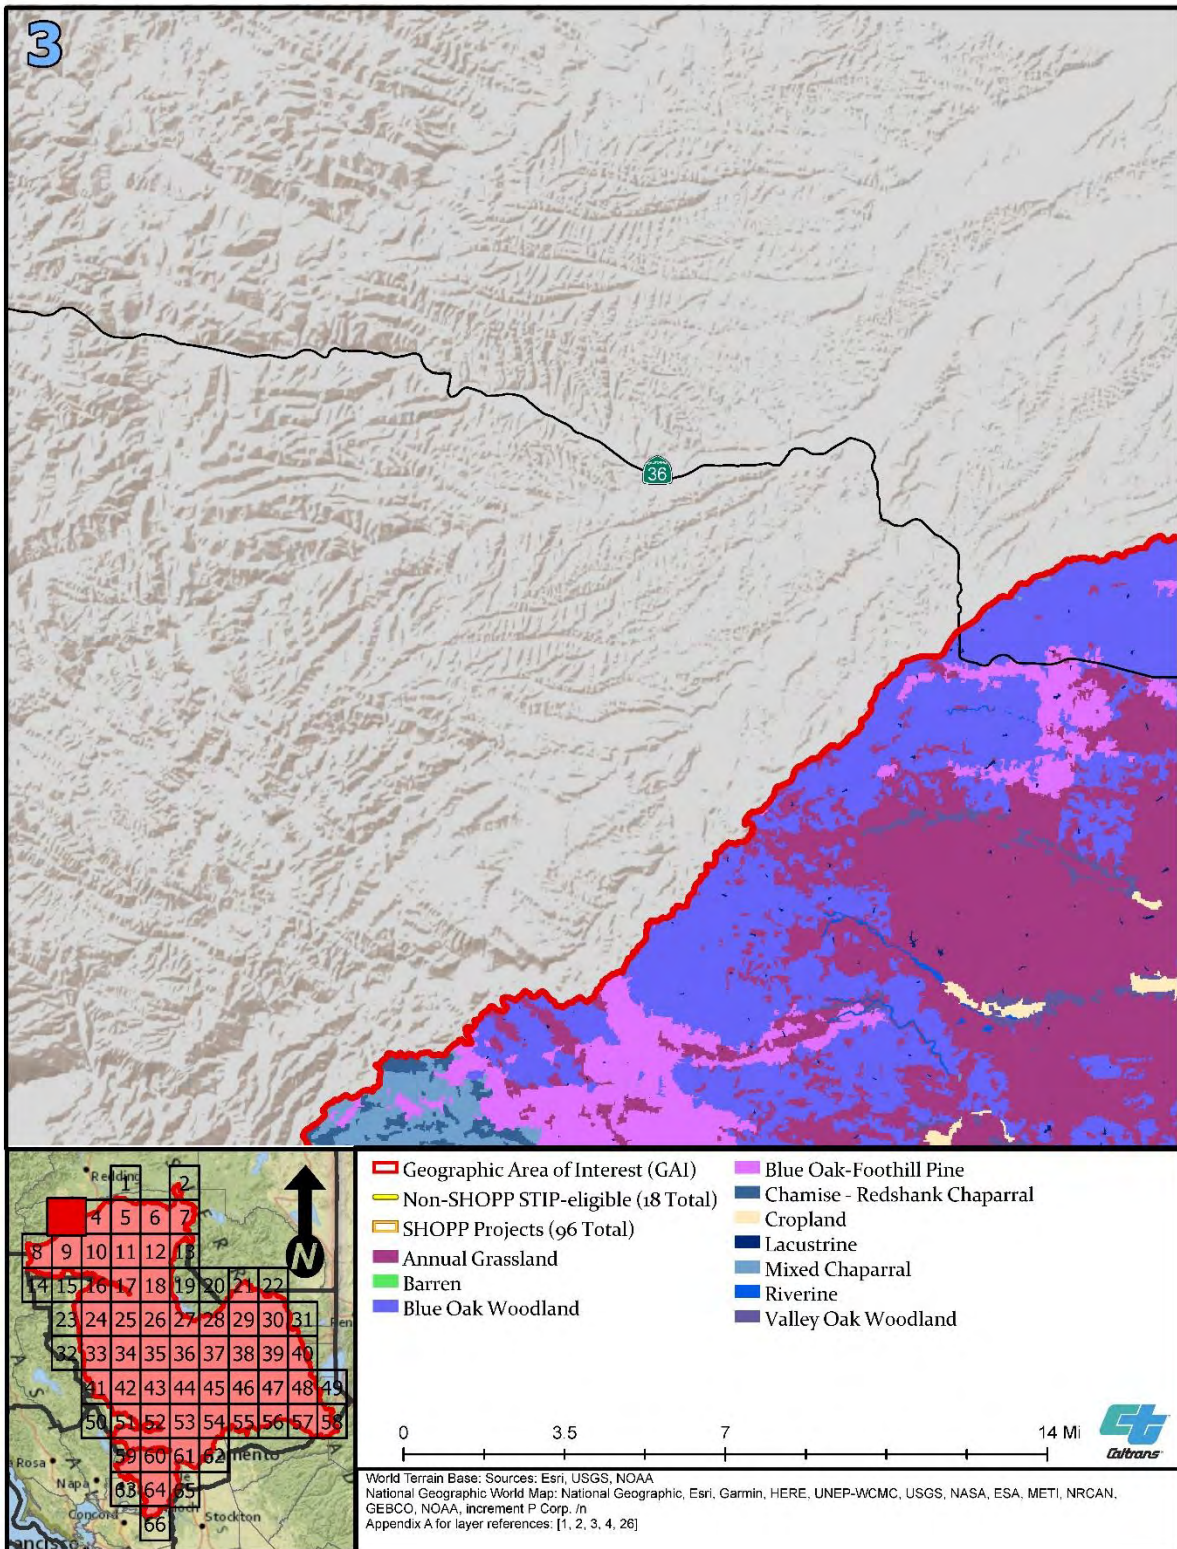 3
36
Geographic Area of Interest (GAI)
Non-SHOPP STIP-eligible (18 Total)
SHOPP Projects (96 Total)
Annual Grassland
Barren
Blue Oak Woodland
Blue Oak-Foothill Pine
Chamise - Redshank Chaparral
Cropland
Lacustrine
Mixed Chaparral
Riverine
Valley Oak Woodland
0 3.5 7 14 Mi
Caltrans
World Terrain Base: Sources: Esri, USGS, NOAA
National Geographic World Map: National Geographic, Esri, Garmin, HERE, UNEP-WCMC, USGS, NASA, ESA, METI, NRCAN,
GEBCO, NOAA, increment P Corp. /n
Appendix A for layer references: [1, 2, 3, 4, 26]
Redding
1 2
4 5 6 7
8 9 10 11 12 13
N
14 15 16 17 18 19 20 21 22
23 24 25 26 27 28 29 30 31
32 33 34 35 36 37 38 39 40
41 42 43 44 45 46 47 48 49
50 51 52 53 54 55 56 57 58
59 60 61 62 mento
a Rosa
Napa 63 64 65
Concord
66 Stockton
ancisco